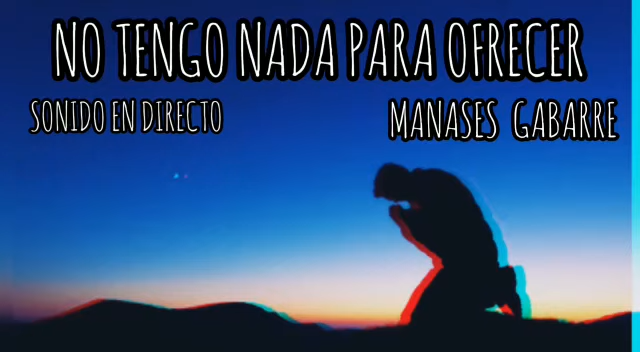 NO TENGO NADA PARA OFRECER
SONIDO EN DIRECTO
MANASES GABARRE